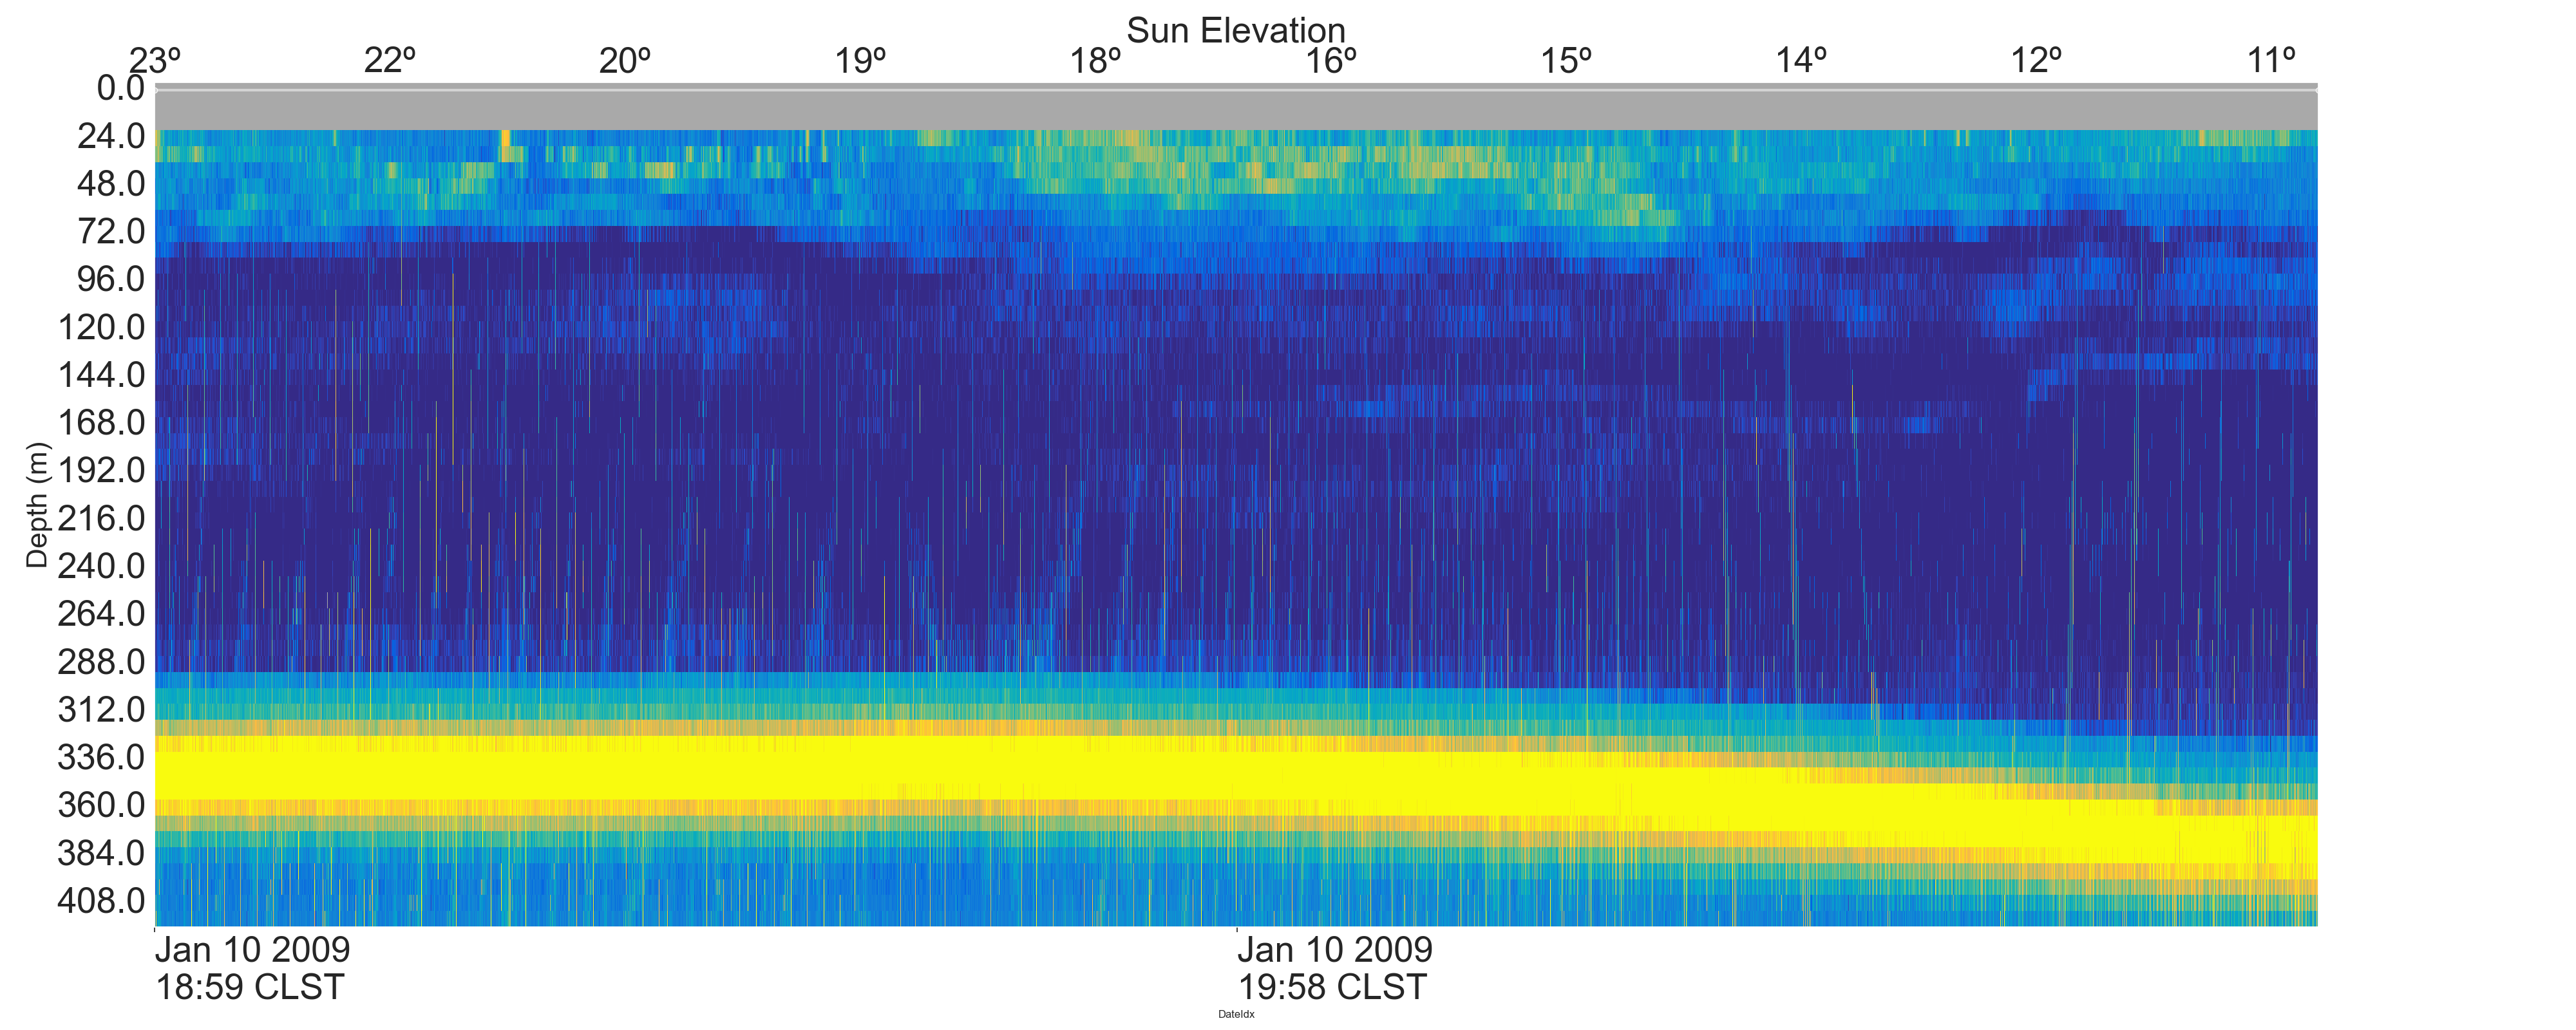 Sun Elevation
23º 22º 20º 19º 18º 16º 15º 14º 12º 11º
0.0
24.0
48.0
72.0
96.0
120.0
144.0
168.0
192.0
216.0
240.0
264.0
288.0
312.0
336.0
360.0
384.0
408.0
Depth (m)
Jan 10 2009
18:59 CLST
Jan 10 2009
19:58 CLST
DateIdx